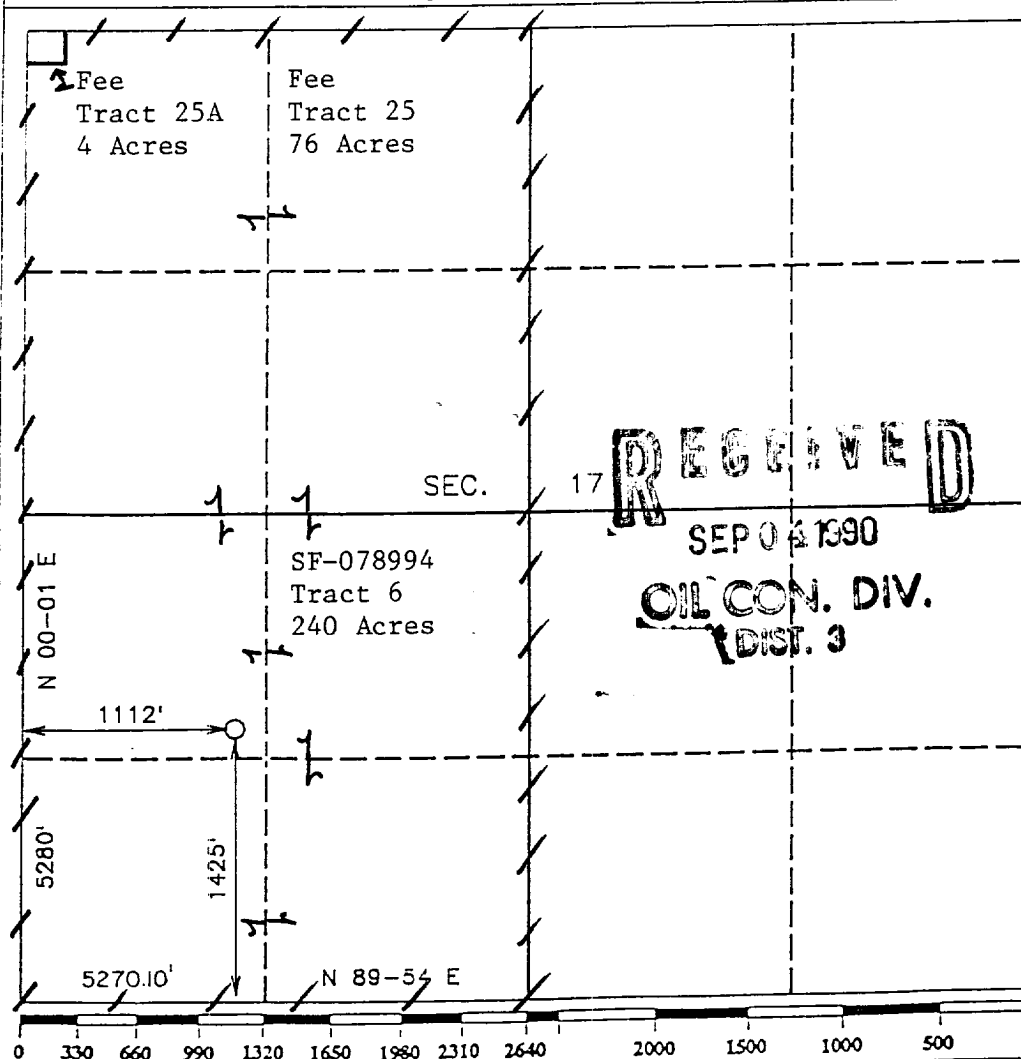 Fee
Tract 25A
4 Acres
Fee
Tract 25
76 Acres
SEC. 17
RECEIVED
SEP 04 1990
OIL CON. DIV.
DIST. 3
SF-078994
Tract 6
240 Acres
N 00-01 E
1112'
5280'
1425'
5270.10'
N 89-54 E
0 330 660 990 1320 1650 1980 2310 2640 2000 1500 1000 500